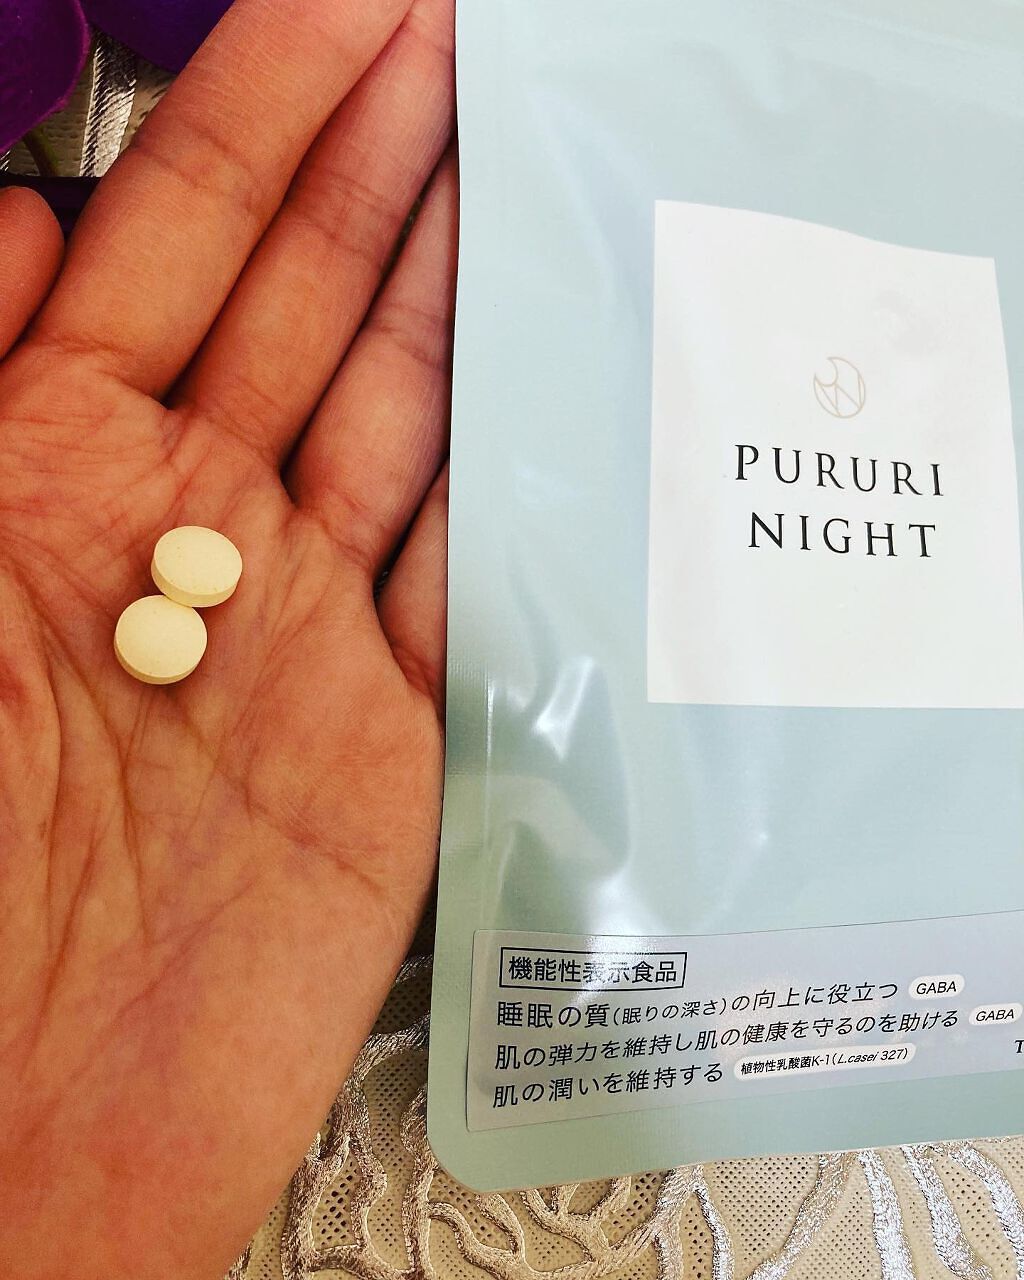 PURURI
NIGHT
機能性表示食品
睡眠の質(眠りの深さ)の向上に役立つ GABA
肌の弾力を維持し肌の健康を守るのを助ける GABA
肌の潤いを維持する 植物性乳酸菌K-1(L.casei 327)